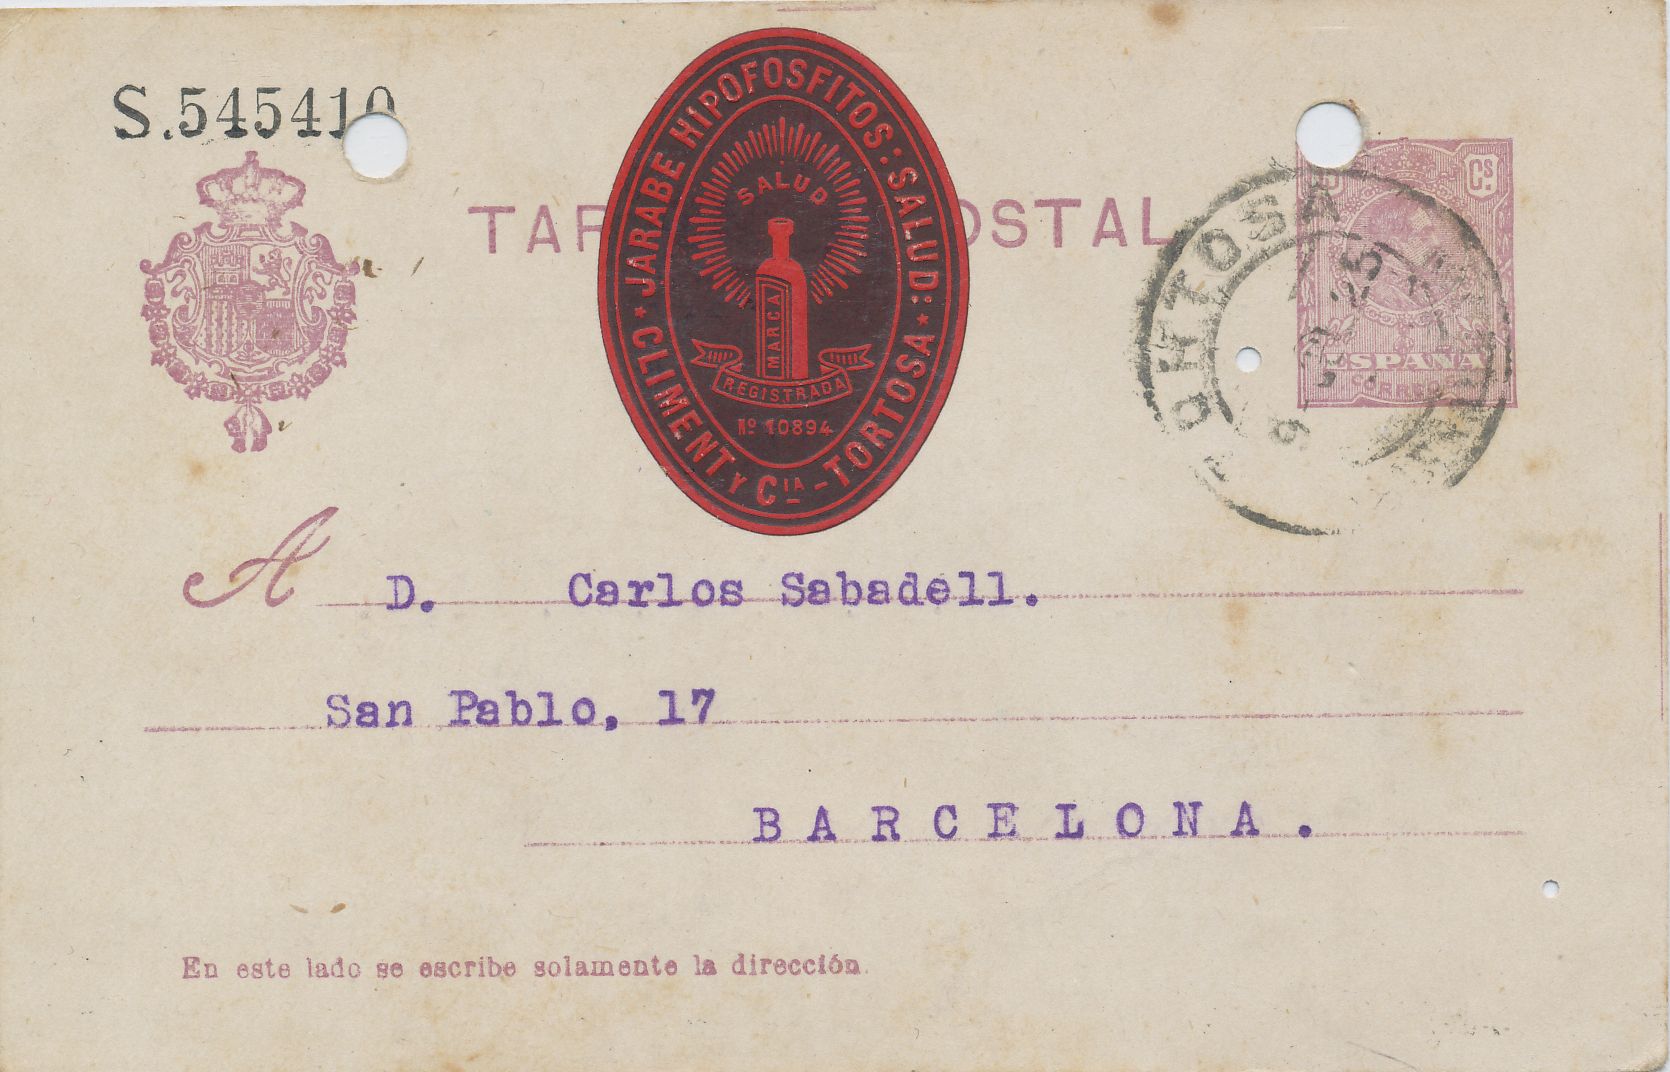 S.545410
TAR OSTAL
JARABE HIPOFOSFITOS: SALUD:
SALUD
MARCA
REGISTRADA
Nº 10894
CLIMENT Y CIA - TORTOSA
CS.
ESPAÑA
TORTOSA
25
A D. Carlos Sabadell.
San Pablo, 17
BARCELONA.
En este lado se escribe solamente la dirección.